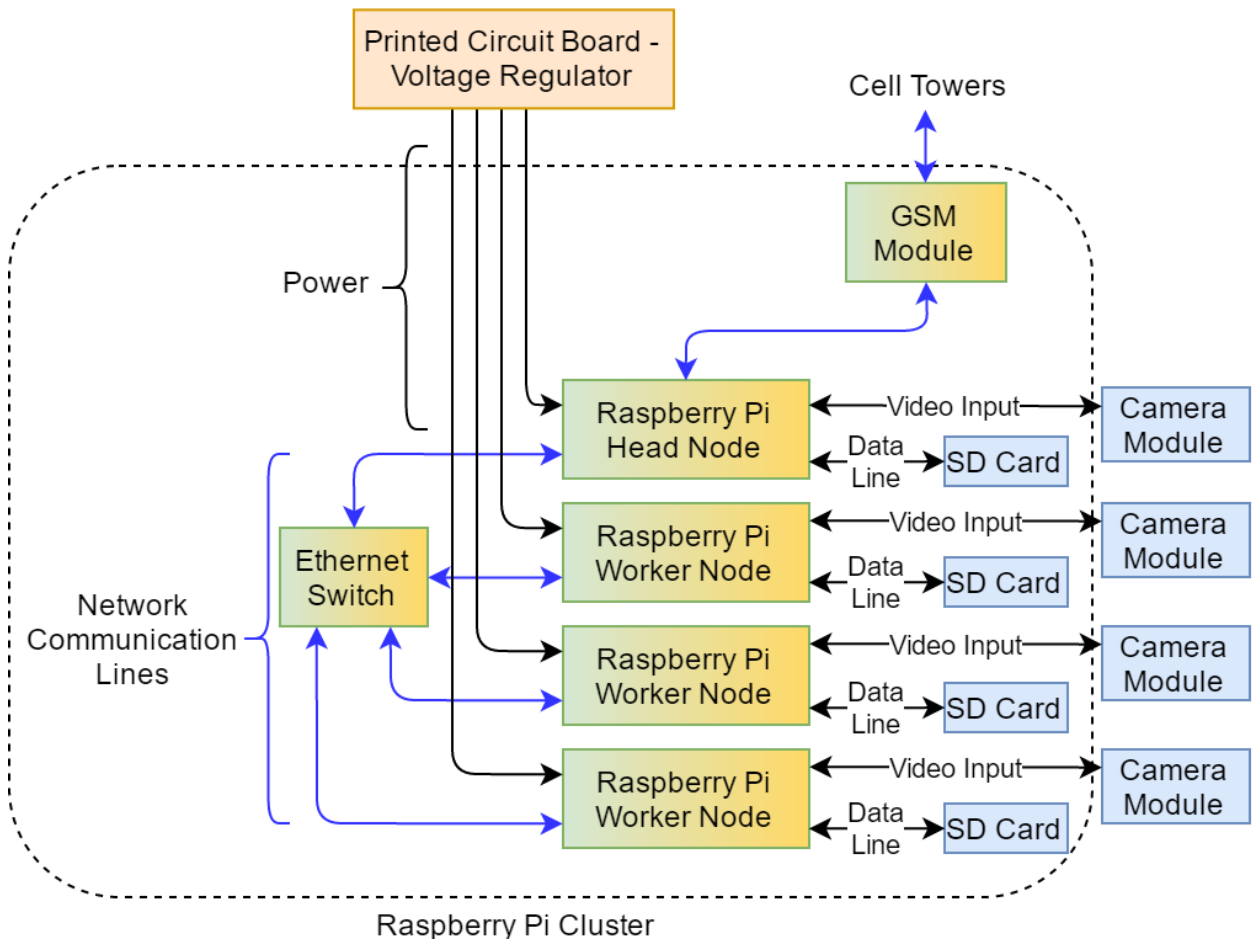 Printed Circuit Board -
Voltage Regulator
Cell Towers
GSM
Module
Power
Raspberry Pi
Head Node
Video Input
Camera
Module
Data
Line
SD Card
Raspberry Pi
Worker Node
Video Input
Camera
Module
Data
Line
SD Card
Ethernet
Switch
Network
Communication
Lines
Raspberry Pi
Worker Node
Video Input
Camera
Module
Data
Line
SD Card
Raspberry Pi
Worker Node
Video Input
Camera
Module
Data
Line
SD Card
Raspberry Pi Cluster